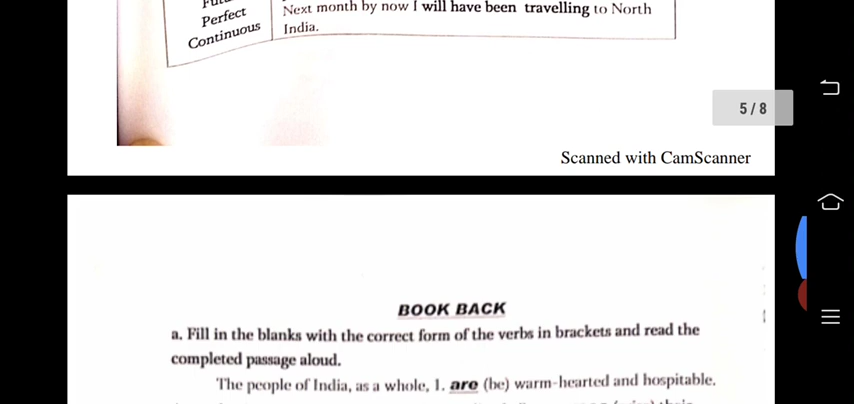 Perfect
Continuous
Next month by now I will have been travelling to North
India.
5 / 8
Scanned with CamScanner
BOOK BACK
a. Fill in the blanks with the correct form of the verbs in brackets and read the
completed passage aloud.
The people of India, as a whole, 1. are (be) warm-hearted and hospitable.